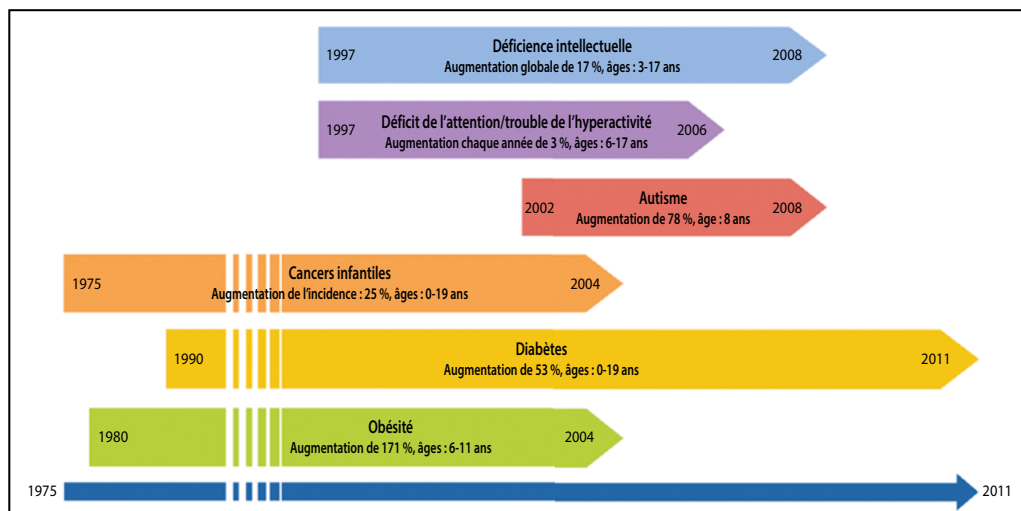 Déficience intellectuelle
1997
2008
Augmentation globale de 17 %, âges : 3-17 ans
Déficit de l'attention/trouble de l'hyperactivité
1997
2006
Augmentation chaque année de 3 %, âges : 6-17 ans
Autisme
2002
2008
Augmentation de 78 %, âge : 8 ans
Cancers infantiles
1975
2004
Augmentation de l'incidence : 25 %, âges : 0-19 ans
Diabètes
1990
2011
Augmentation de 53 %, âges : 0-19 ans
Obésité
1980
2004
Augmentation de 171 %, âges : 6-11 ans
1975
2011